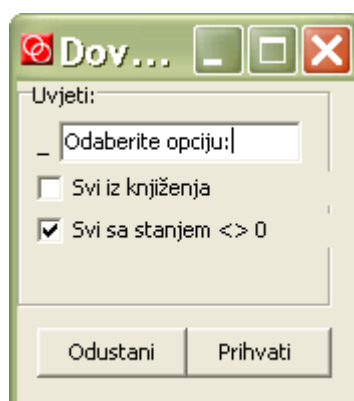 Dov...
Uvjeti:
_ Odaberite opciju:
Svi iz knjiženja
Svi sa stanjem <> 0
Odustani Prihvati